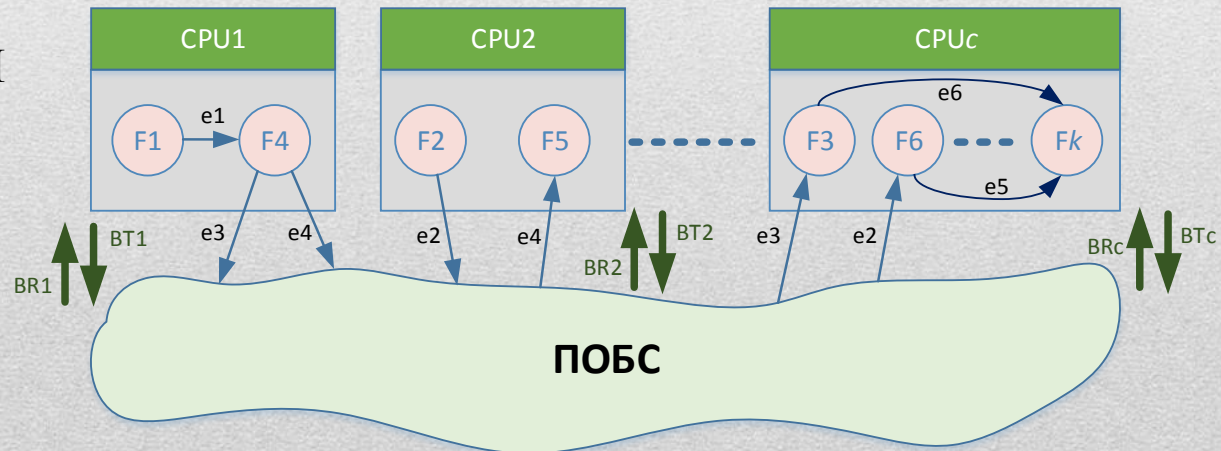 CPU1
CPU2
CPUc
F1
e1
F4
F2
F5
F3
F6
e6
Fk
e5
BR1
BT1
e3
e4
e2
e4
BR2
BT2
e3
e2
BRc
BTc
ПОБС